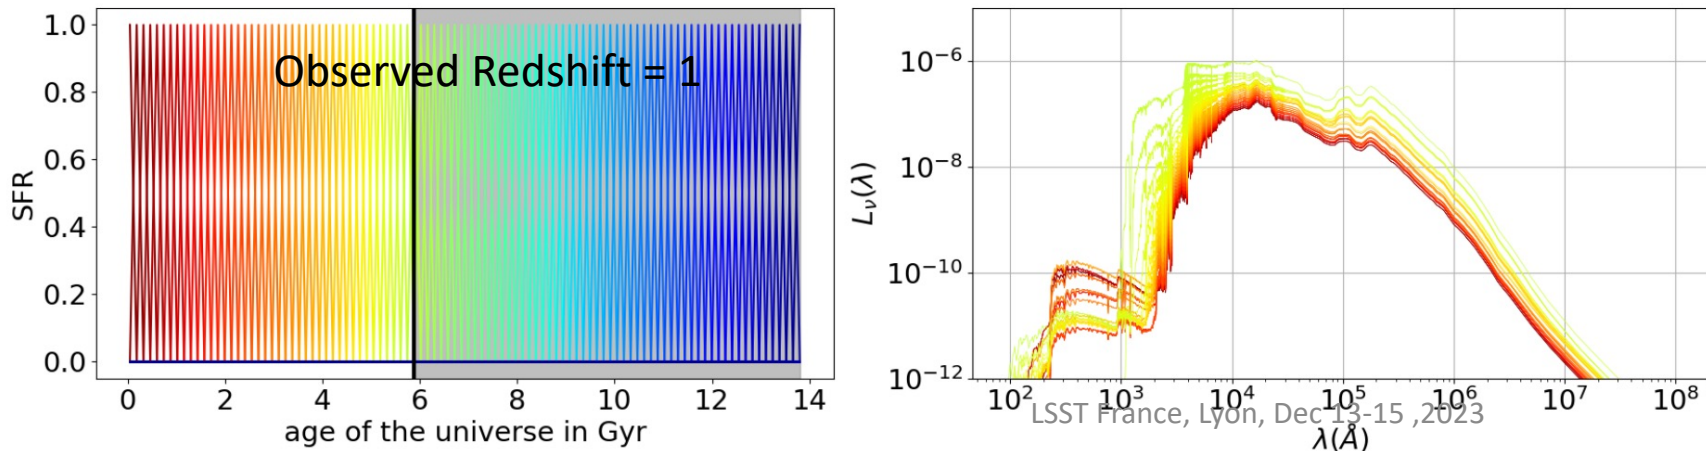 Observed Redshift = 1
SFR
1.0
0.8
0.6
0.4
0.2
0.0
0 2 4 6 8 10 12 14
age of the universe in Gyr
Lν(λ)
10⁻⁶
10⁻⁸
10⁻¹⁰
10⁻¹²
10² 10³ 10⁴ 10⁵ 10⁶ 10⁷ 10⁸
LSST France, Lyon, Dec 13-15 ,2023
λ(Å)